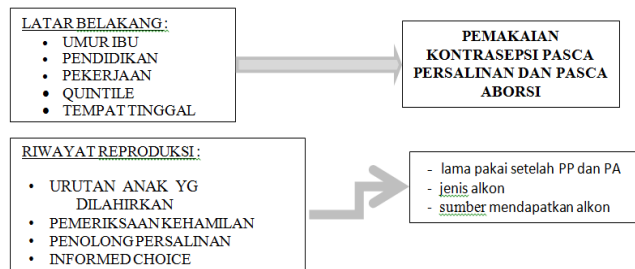 LATAR BELAKANG :
• UMUR IBU
• PENDIDIKAN
• PEKERJAAN
• QUINTILE
• TEMPAT TINGGAL
PEMAKAIAN
KONTRASEPSI PASCA
PERSALINAN DAN PASCA
ABORSI
RIWAYAT REPRODUKSI :
• URUTAN ANAK YG
DILAHIRKAN
• PEMERIKSAAN KEHAMILAN
• PENOLONG PERSALINAN
• INFORMED CHOICE
- lama pakai setelah PP dan PA
- jenis alkon
- sumber mendapatkan alkon